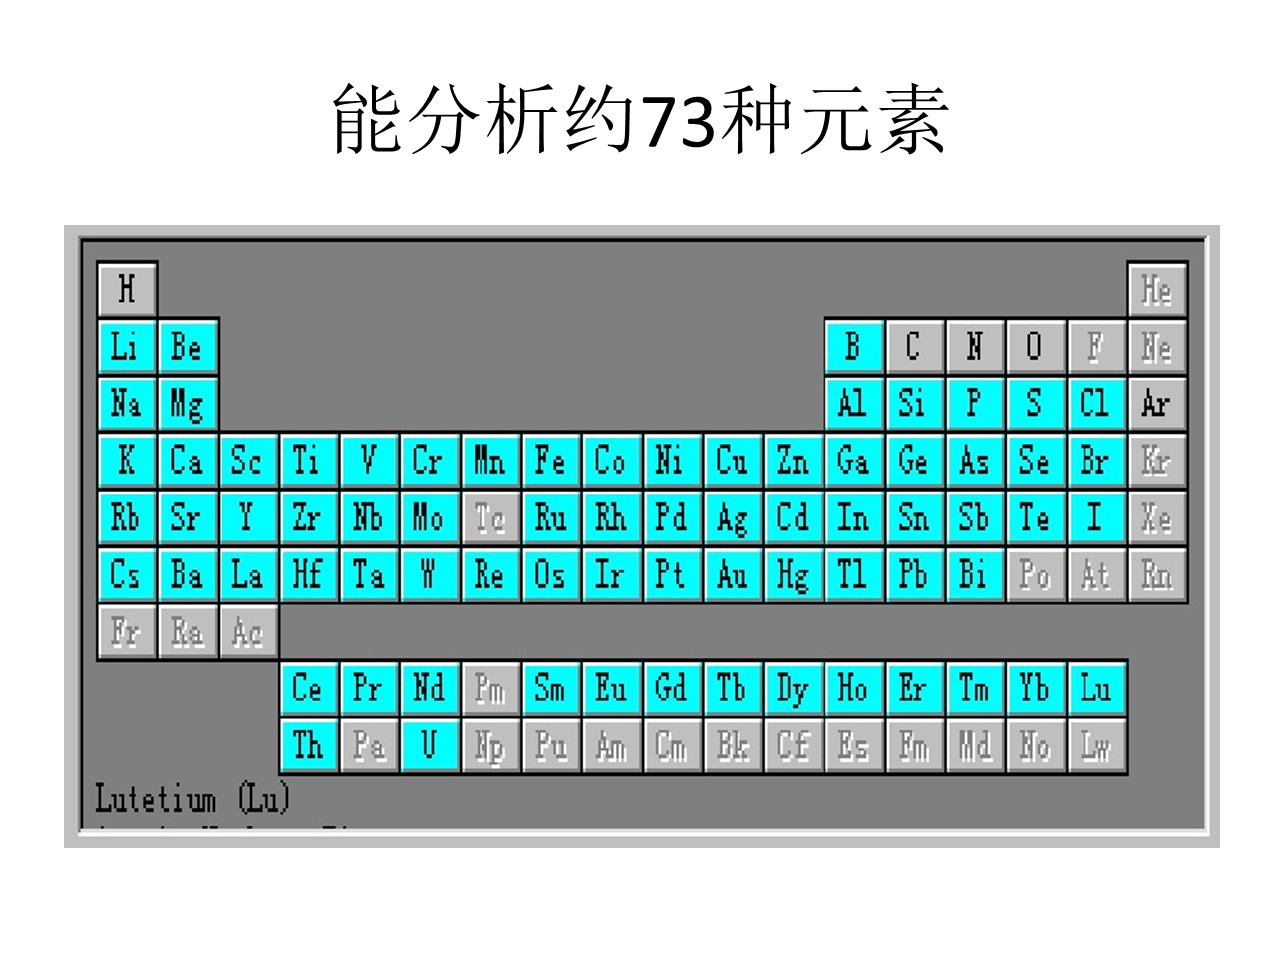 能分析约73种元素
H He
Li Be B C N O F Ne
Na Mg Al Si P S Cl Ar
K Ca Sc Ti V Cr Mn Fe Co Ni Cu Zn Ga Ge As Se Br Kr
Rb Sr Y Zr Nb Mo Tc Ru Rh Pd Ag Cd In Sn Sb Te I Xe
Cs Ba La Hf Ta W Re Os Ir Pt Au Hg Tl Pb Bi Po At Rn
Fr Ra Ac
Ce Pr Nd Pm Sm Eu Gd Tb Dy Ho Er Tm Yb Lu
Th Pa U Np Pu Am Cm Bk Cf Es Fm Md No Lw
Lutetium (Lu)